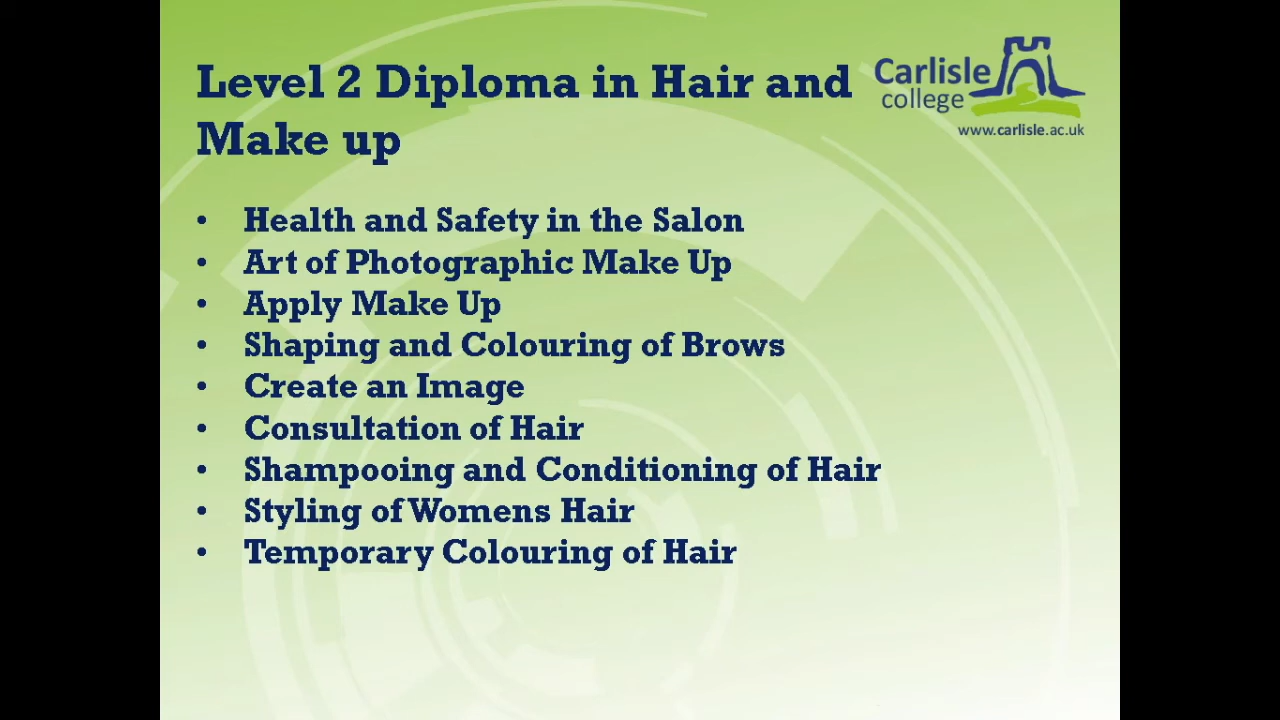 Level 2 Diploma in Hair and
Make up
Carlisle
college
www.carlisle.ac.uk
• Health and Safety in the Salon
• Art of Photographic Make Up
• Apply Make Up
• Shaping and Colouring of Brows
• Create an Image
• Consultation of Hair
• Shampooing and Conditioning of Hair
• Styling of Womens Hair
• Temporary Colouring of Hair